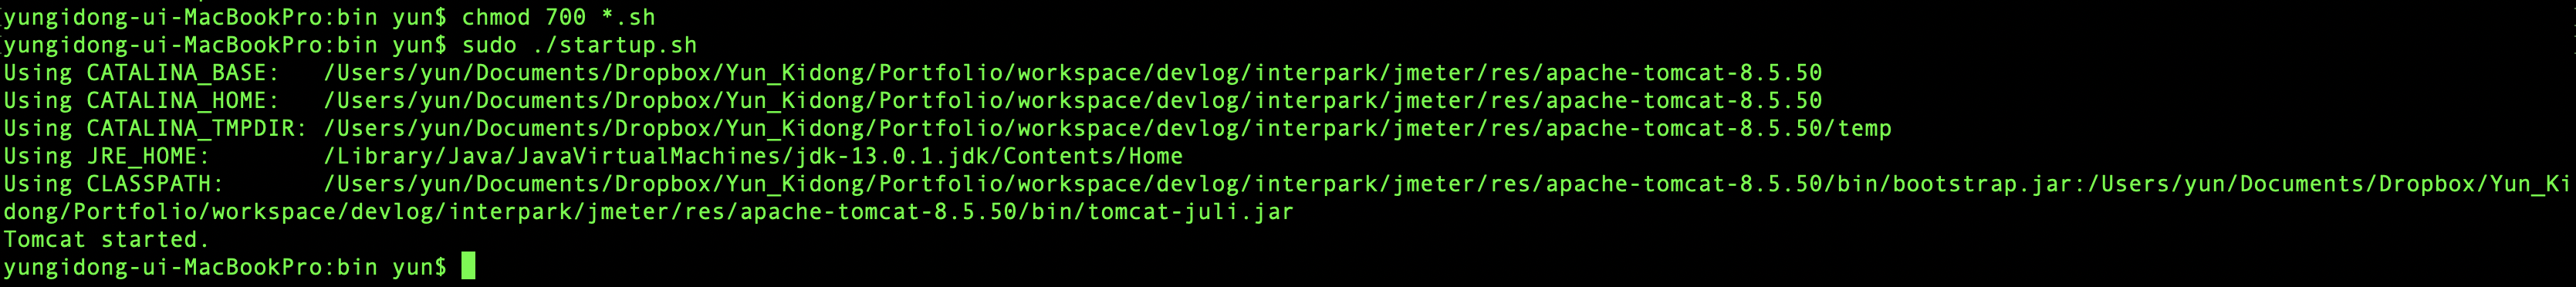 yungidong-ui-MacBookPro:bin yun$ chmod 700 *.sh
yungidong-ui-MacBookPro:bin yun$ sudo ./startup.sh
Using CATALINA_BASE:   /Users/yun/Documents/Dropbox/Yun_Kidong/Portfolio/workspace/devlog/interpark/jmeter/res/apache-tomcat-8.5.50
Using CATALINA_HOME:   /Users/yun/Documents/Dropbox/Yun_Kidong/Portfolio/workspace/devlog/interpark/jmeter/res/apache-tomcat-8.5.50
Using CATALINA_TMPDIR: /Users/yun/Documents/Dropbox/Yun_Kidong/Portfolio/workspace/devlog/interpark/jmeter/res/apache-tomcat-8.5.50/temp
Using JRE_HOME:        /Library/Java/JavaVirtualMachines/jdk-13.0.1.jdk/Contents/Home
Using CLASSPATH:       /Users/yun/Documents/Dropbox/Yun_Kidong/Portfolio/workspace/devlog/interpark/jmeter/res/apache-tomcat-8.5.50/bin/bootstrap.jar:/Users/yun/Documents/Dropbox/Yun_Ki
dong/Portfolio/workspace/devlog/interpark/jmeter/res/apache-tomcat-8.5.50/bin/tomcat-juli.jar
Tomcat started.
yungidong-ui-MacBookPro:bin yun$